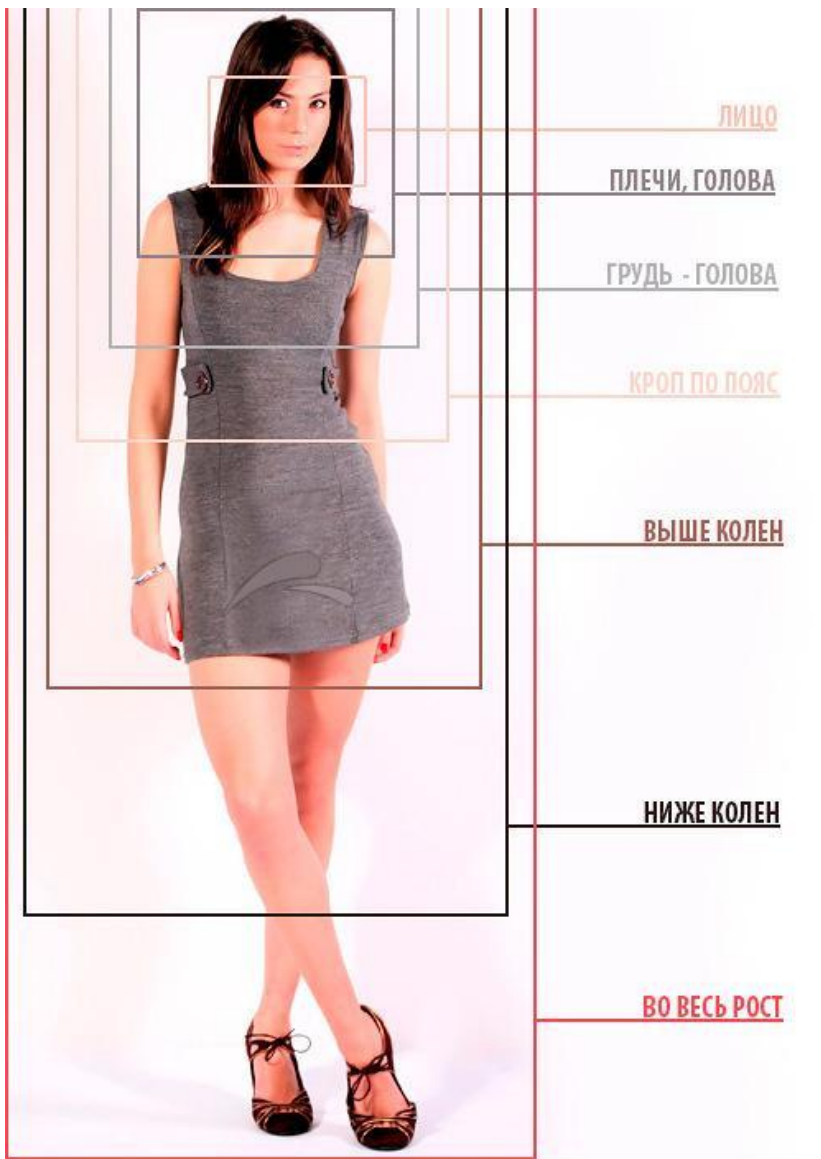 ЛИЦО
ПЛЕЧИ, ГОЛОВА
ГРУДЬ - ГОЛОВА
КРОП ПО ПОЯС
ВЫШЕ КОЛЕН
НИЖЕ КОЛЕН
ВО ВЕСЬ РОСТ